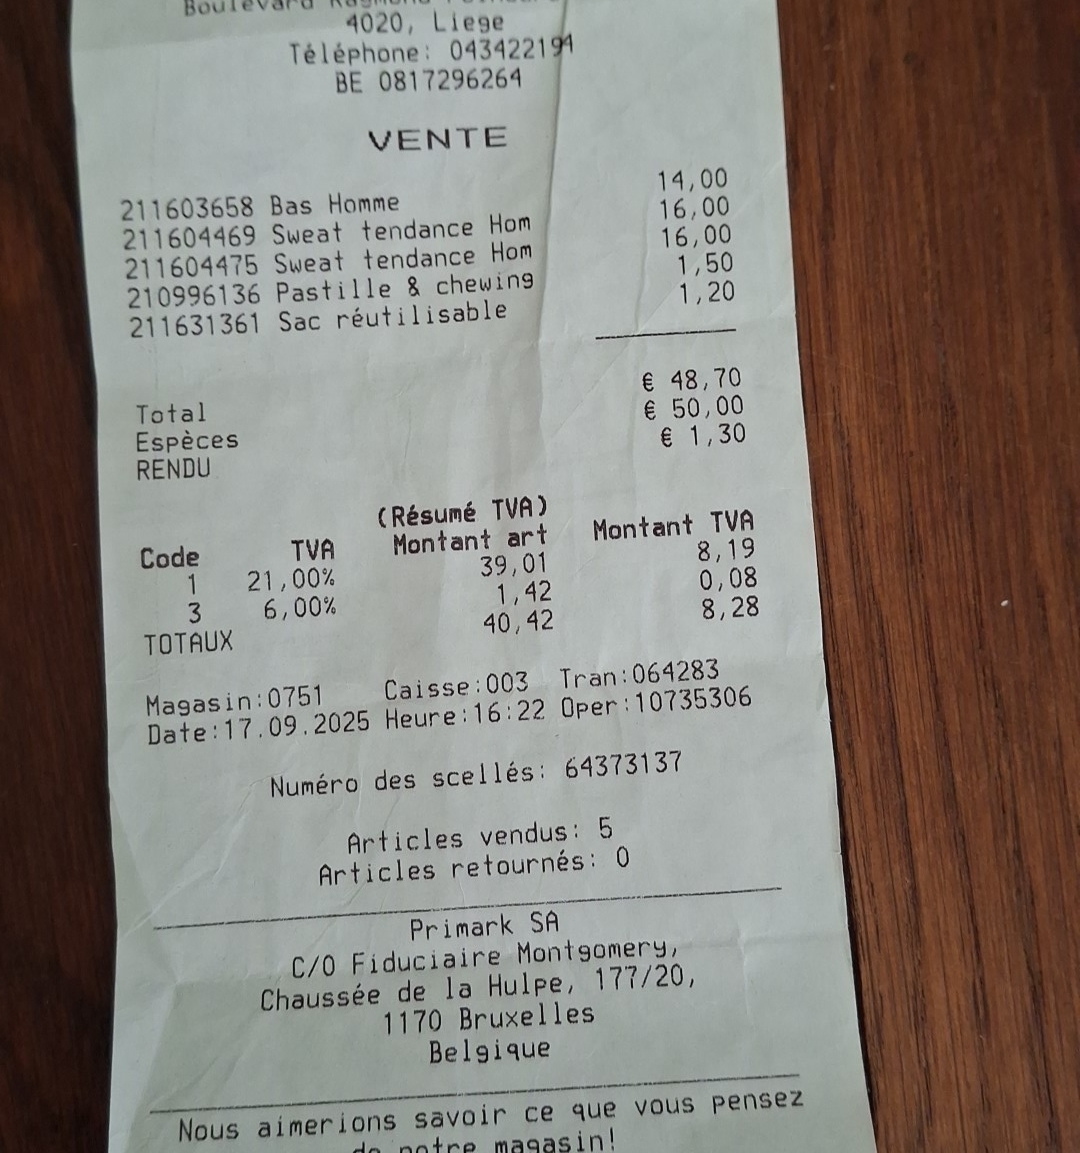 Boulevard
4020, Liege
Téléphone: 043422191
BE 0817296264
VENTE
211603658 Bas Homme 14,00
211604469 Sweat tendance Hom 16,00
211604475 Sweat tendance Hom 16,00
210996136 Pastille & chewing 1,50
211631361 Sac réutilisable 1,20
Total € 48,70
Espèces € 50,00
RENDU € 1,30
(Résumé TVA)
Code TVA Montant art Montant TVA
1 21,00% 39,01 8,19
3 6,00% 1,42 0,08
TOTAUX 40,42 8,28
Magasin:0751 Caisse:003 Tran:064283
Date:17.09.2025 Heure:16:22 Oper:10735306
Numéro des scellés: 64373137
Articles vendus: 5
Articles retournés: 0
Primark SA
C/O Fiduciaire Montgomery,
Chaussée de la Hulpe, 177/20,
1170 Bruxelles
Belgique
Nous aimerions savoir ce que vous pensez
de notre magasin!